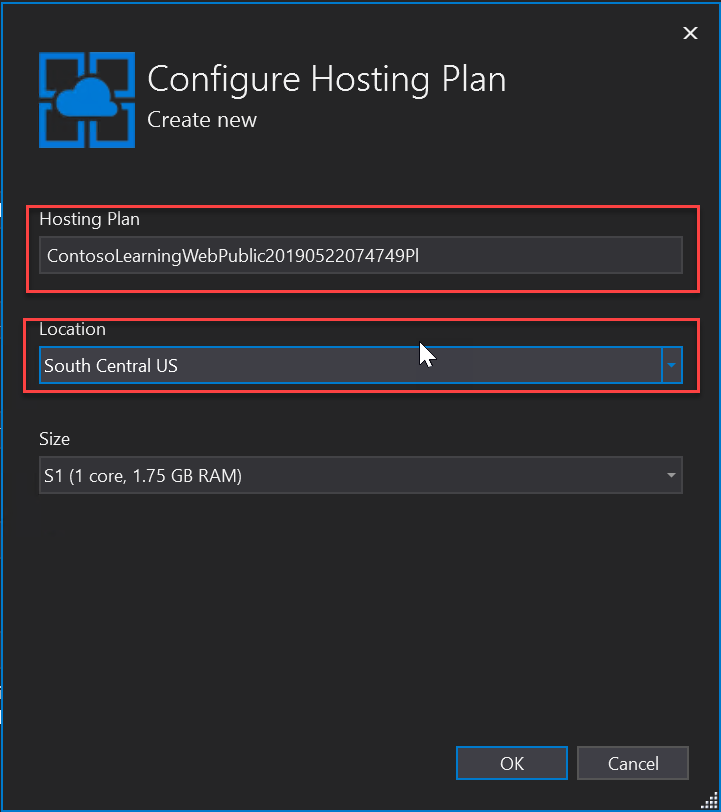 Configure Hosting Plan
Create new
Hosting Plan
ContosoLearningWebPublic20190522074749Pl
Location
South Central US
Size
S1 (1 core, 1.75 GB RAM)
OK
Cancel